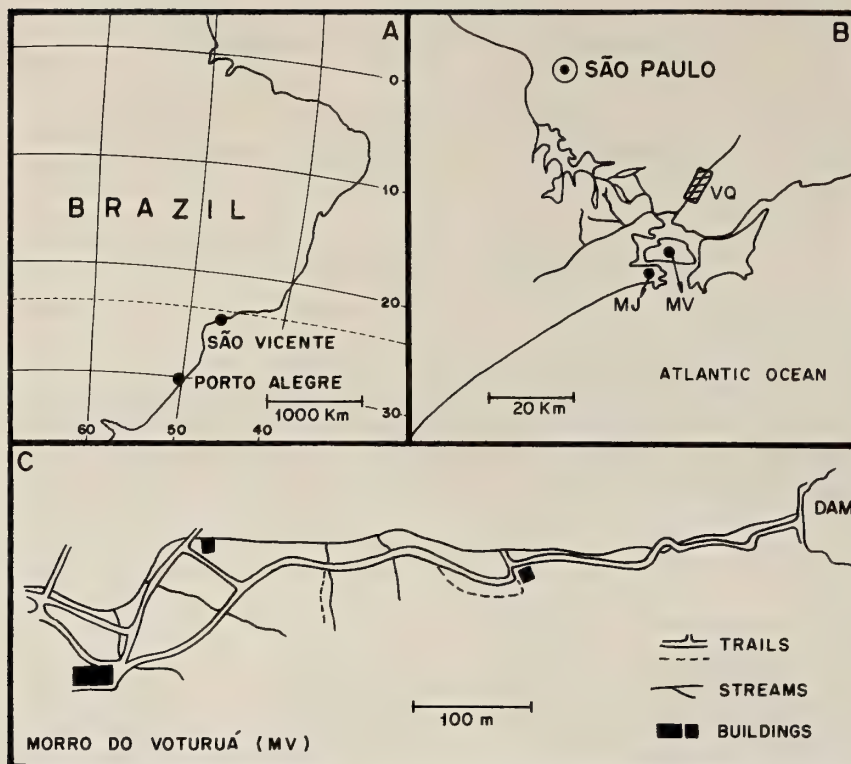 A
0
BRAZIL
10
20
SÃO VICENTE
PORTO ALEGRE
1000 Km
30
60
50
40
B
SÃO PAULO
VQ
MJ
MV
ATLANTIC OCEAN
20 Km
C
DAM
TRAILS
STREAMS
100 m
BUILDINGS
MORRO DO VOTURUÁ (MV)